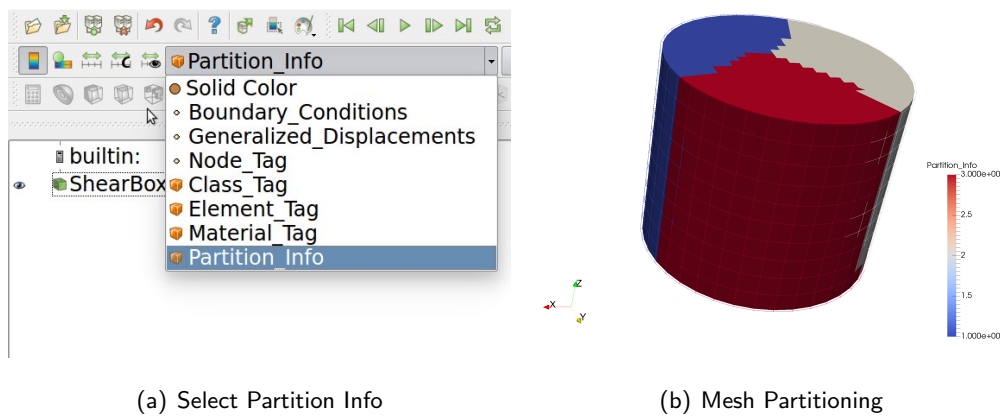 Partition_Info
Solid Color
Boundary_Conditions
Generalized_Displacements
Node_Tag
Class_Tag
Element_Tag
Material_Tag
Partition_Info
builtin:
ShearBox
Partition_Info
3.000e+00
2.5
2
1.5
1.000e+00
Z
X
Y
(a) Select Partition Info
(b) Mesh Partitioning